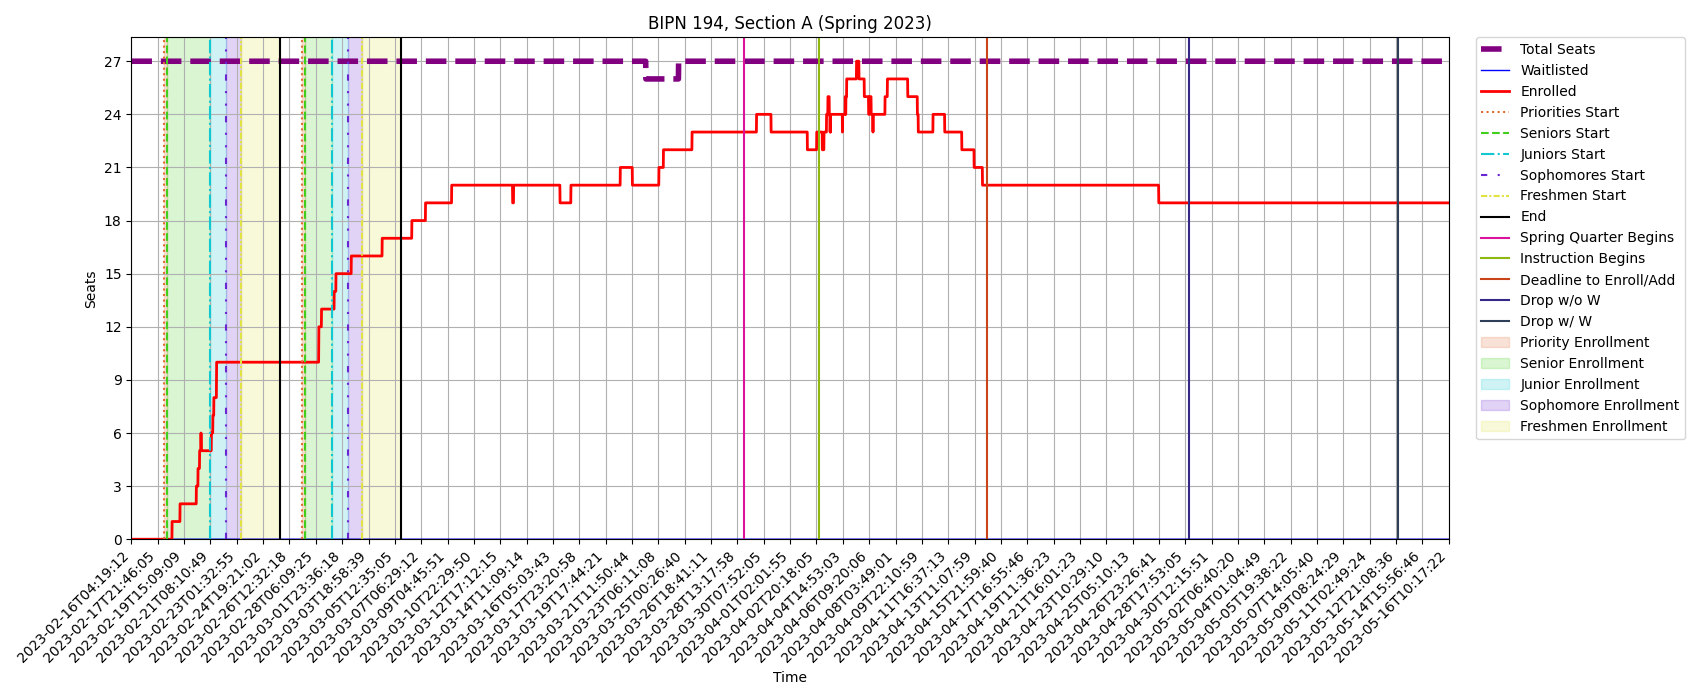 BIPN 194, Section A (Spring 2023)
Seats
27
24
21
18
15
12
9
6
3
0
2023-02-16T04:19:12
2023-02-17T21:46:05
2023-02-19T15:09:09
2023-02-21T08:10:49
2023-02-23T01:32:55
2023-02-24T19:21:02
2023-02-26T12:32:18
2023-02-28T06:09:25
2023-03-01T23:36:18
2023-03-03T18:58:39
2023-03-05T12:35:05
2023-03-07T06:29:12
2023-03-09T04:45:51
2023-03-10T22:29:50
2023-03-12T17:12:15
2023-03-14T11:09:14
2023-03-16T05:03:43
2023-03-17T23:20:58
2023-03-19T17:44:21
2023-03-21T11:50:44
2023-03-23T06:11:08
2023-03-25T00:26:40
2023-03-26T18:41:11
2023-03-28T13:17:58
2023-03-30T07:52:05
2023-04-01T02:01:55
2023-04-02T20:18:05
2023-04-04T14:53:03
2023-04-06T09:20:06
2023-04-08T03:49:01
2023-04-09T22:10:59
2023-04-11T16:37:13
2023-04-13T11:07:59
2023-04-15T21:59:40
2023-04-17T16:55:46
2023-04-19T11:36:23
2023-04-21T16:01:23
2023-04-23T10:29:10
2023-04-25T05:10:13
2023-04-26T23:26:41
2023-04-28T17:53:05
2023-04-30T12:15:51
2023-05-02T06:40:20
2023-05-04T01:04:49
2023-05-05T19:38:22
2023-05-07T14:05:40
2023-05-09T08:24:29
2023-05-11T02:49:24
2023-05-12T21:08:36
2023-05-14T15:56:46
2023-05-16T10:17:22
Time
Total Seats
Waitlisted
Enrolled
Priorities Start
Seniors Start
Juniors Start
Sophomores Start
Freshmen Start
End
Spring Quarter Begins
Instruction Begins
Deadline to Enroll/Add
Drop w/o W
Drop w/ W
Priority Enrollment
Senior Enrollment
Junior Enrollment
Sophomore Enrollment
Freshmen Enrollment